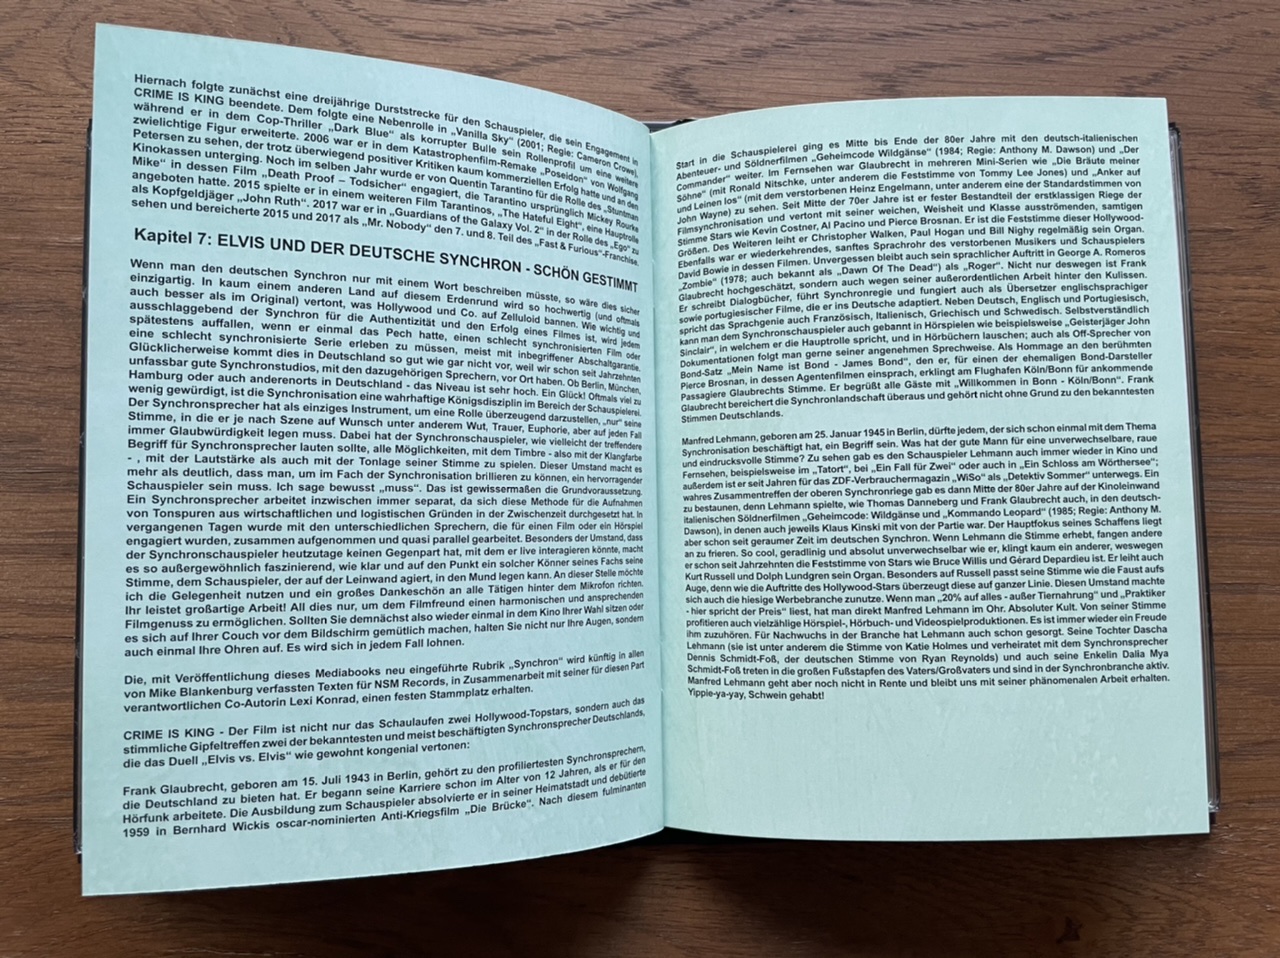 Hiernach folgte zunächst eine dreijährige Durststrecke für den Schauspieler, die sein Engagement in
CRIME IS KING beendete. Dem folgte eine Nebenrolle in „Vanilla Sky“ (2001; Regie: Cameron Crowe),
während er in dem Cop-Thriller „Dark Blue“ als korrupter Bulle sein Rollenprofil um eine weitere
zwielichtige Figur erweiterte. 2006 war er in dem Katastrophenfilm-Remake „Poseidon“ von Wolfgang
Petersen zu sehen, der trotz überwiegend positiver Kritiken kaum kommerziellen Erfolg hatte und an den
Kinokassen unterging. Noch im selben Jahr wurde er von Quentin Tarantino für die Rolle des „Stuntman
Mike“ in dessen Film „Death Proof – Todsicher“ engagiert, die Tarantino ursprünglich Mickey Rourke
angeboten hatte. 2015 spielte er in einem weiteren Film Tarantinos, „The Hateful Eight“, eine Hauptrolle
als Kopfgeldjäger „John Ruth“. 2017 war er in „Guardians of the Galaxy Vol. 2“ in der Rolle des „Ego“ zu
sehen und bereicherte 2015 und 2017 als „Mr. Nobody“ den 7. und 8. Teil des „Fast & Furious“-Franchise.
Kapitel 7: ELVIS UND DER DEUTSCHE SYNCHRON - SCHÖN GESTIMMT
Wenn man den deutschen Synchron nur mit einem Wort beschreiben müsste, so wäre dies sicher
einzigartig. In kaum einem anderen Land auf diesem Erdenrund wird so hochwertig (und oftmals
auch besser als im Original) vertont, was Hollywood und Co. auf Zelluloid bannen. Wie wichtig und
ausschlaggebend der Synchron für die Authentizität und den Erfolg eines Filmes ist, wird jedem
spätestens auffallen, wenn er einmal das Pech hatte, einen schlecht synchronisierten Film oder
eine schlecht synchronisierte Serie erleben zu müssen, meist mit inbegriffener Abschaltgarantie.
Glücklicherweise kommt dies in Deutschland so gut wie gar nicht vor, weil wir schon seit Jahrzehnten
unfassbar gute Synchronstudios, mit den dazugehörigen Sprechern, vor Ort haben. Ob Berlin, München,
Hamburg oder auch anderenorts in Deutschland - das Niveau ist sehr hoch. Ein Glück! Oftmals viel zu
wenig gewürdigt, ist die Synchronisation eine wahrhaftige Königsdisziplin im Bereich der Schauspielerei.
Der Synchronsprecher hat als einziges Instrument, um eine Rolle überzeugend darzustellen, „nur“ seine
Stimme, in die er je nach Szene auf Wunsch unter anderem Wut, Trauer, Euphorie, aber auf jeden Fall
immer Glaubwürdigkeit legen muss. Dabei hat der Synchronschauspieler, wie vielleicht der treffendere
Begriff für Synchronsprecher lauten sollte, alle Möglichkeiten, mit dem Timbre - also mit der Klangfarbe
- , mit der Lautstärke als auch mit der Tonlage seiner Stimme zu spielen. Dieser Umstand macht es
mehr als deutlich, dass man, um im Fach der Synchronisation brillieren zu können, ein hervorragender
Schauspieler sein muss. Ich sage bewusst „muss“. Das ist gewissermaßen die Grundvoraussetzung.
Ein Synchronsprecher arbeitet inzwischen immer separat, da sich diese Methode für die Aufnahmen
von Tonspuren aus wirtschaftlichen und logistischen Gründen in der Zwischenzeit durchgesetzt hat. In
vergangenen Tagen wurde mit den unterschiedlichen Sprechern, die für einen Film oder ein Hörspiel
engagiert wurden, zusammen aufgenommen und quasi parallel gearbeitet. Besonders der Umstand, dass
der Synchronschauspieler heutzutage keinen Gegenpart hat, mit dem er live interagieren könnte, macht
es so außergewöhnlich faszinierend, wie klar und auf den Punkt ein solcher Könner seines Fachs seine
Stimme, dem Schauspieler, der auf der Leinwand agiert, in den Mund legen kann. An dieser Stelle möchte
ich die Gelegenheit nutzen und ein großes Dankeschön an alle Tätigen hinter dem Mikrofon richten.
Ihr leistet großartige Arbeit! All dies nur, um dem Filmfreund einen harmonischen und ansprechenden
Filmgenuss zu ermöglichen. Sollten Sie demnächst also wieder einmal in dem Kino Ihrer Wahl sitzen oder
es sich auf Ihrer Couch vor dem Bildschirm gemütlich machen, halten Sie nicht nur Ihre Augen, sondern
auch einmal Ihre Ohren auf. Es wird sich in jedem Fall lohnen.
Die, mit Veröffentlichung dieses Mediabooks neu eingeführte Rubrik „Synchron“ wird künftig in allen
von Mike Blankenburg verfassten Texten für NSM Records, in Zusammenarbeit mit seiner für diesen Part
verantwortlichen Co-Autorin Lexi Konrad, einen festen Stammplatz erhalten.
CRIME IS KING - Der Film ist nicht nur das Schaulaufen zwei Hollywood-Topstars, sondern auch das
stimmliche Gipfeltreffen zwei der bekanntesten und meist beschäftigten Synchronsprecher Deutschlands,
die das Duell „Elvis vs. Elvis“ wie gewohnt kongenial vertonen:
Frank Glaubrecht, geboren am 15. Juli 1943 in Berlin, gehört zu den profiliertesten Synchronsprechern,
die Deutschland zu bieten hat. Er begann seine Karriere schon im Alter von 12 Jahren, als er für den
Hörfunk arbeitete. Die Ausbildung zum Schauspieler absolvierte er in seiner Heimatstadt und debütierte
1959 in Bernhard Wickis oscar-nominierten Anti-Kriegsfilm „Die Brücke“. Nach diesem fulminanten
Start in die Schauspielerei ging es Mitte bis Ende der 80er Jahre mit den deutsch-italienischen
Abenteuer- und Söldnerfilmen „Geheimcode Wildgänse“ (1984; Regie: Anthony M. Dawson) und „Der
Commander“ weiter. Im Fernsehen war Glaubrecht in mehreren Mini-Serien wie „Die Bräute meiner
Söhne“ (mit Ronald Nitschke, unter anderem die Feststimme von Tommy Lee Jones) und „Anker auf
und Leinen los“ (mit dem verstorbenen Heinz Engelmann, unter anderem eine der Standardstimmen von
John Wayne) zu sehen. Seit Mitte der 70er Jahre ist er fester Bestandteil der erstklassigen Riege der
Filmsynchronisation und vertont mit seiner weichen, Weisheit und Klasse ausströmenden, samtigen
Stimme Stars wie Kevin Costner, Al Pacino und Pierce Brosnan. Er ist die Feststimme dieser Hollywood-
Größen. Des Weiteren leiht er Christopher Walken, Paul Hogan und Bill Nighy regelmäßig sein Organ.
Ebenfalls war er wiederkehrendes, sanftes Sprachrohr des verstorbenen Musikers und Schauspielers
David Bowie in dessen Filmen. Unvergessen bleibt auch sein sprachlicher Auftritt in George A. Romeros
„Zombie“ (1978; auch bekannt als „Dawn Of The Dead“) als „Roger“. Nicht nur deswegen ist Frank
Glaubrecht hochgeschätzt, sondern auch wegen seiner außerordentlichen Arbeit hinter den Kulissen.
Er schreibt Dialogbücher, führt Synchronregie und fungiert auch als Übersetzer englischsprachiger
sowie portugiesischer Filme, die er ins Deutsche adaptiert. Neben Deutsch, Englisch und Portugiesisch,
spricht das Sprachgenie auch Französisch, Italienisch, Griechisch und Schwedisch. Selbstverständlich
kann man dem Synchronschauspieler auch gebannt in Hörspielen wie beispielsweise „Geisterjäger John
Sinclair“, in welchem er die Hauptrolle spricht, und in Hörbüchern lauschen; auch als Off-Sprecher von
Dokumentationen folgt man gerne seiner angenehmen Sprechweise. Als Hommage an den berühmten
Bond-Satz „Mein Name ist Bond - James Bond“, den er, für einen der ehemaligen Bond-Darsteller
Pierce Brosnan, in dessen Agentenfilmen einsprach, erklingt am Flughafen Köln/Bonn für ankommende
Passagiere Glaubrechts Stimme. Er begrüßt alle Gäste mit „Willkommen in Bonn - Köln/Bonn“. Frank
Glaubrecht bereichert die Synchronlandschaft überaus und gehört nicht ohne Grund zu den bekanntesten
Stimmen Deutschlands.
Manfred Lehmann, geboren am 25. Januar 1945 in Berlin, dürfte jedem, der sich schon einmal mit dem Thema
Synchronisation beschäftigt hat, ein Begriff sein. Was hat der gute Mann für eine unverwechselbare, raue
und eindrucksvolle Stimme? Zu sehen gab es den Schauspieler Lehmann auch immer wieder in Kino und
Fernsehen, beispielsweise im „Tatort“, bei „Ein Fall für Zwei“ oder auch in „Ein Schloss am Wörthersee“;
außerdem ist er seit Jahren für das ZDF-Verbrauchermagazin „WiSo“ als „Detektiv Sommer“ unterwegs. Ein
wahres Zusammentreffen der oberen Synchronriege gab es dann Mitte der 80er Jahre auf der Kinoleinwand
zu bestaunen, denn Lehmann spielte, wie Thomas Danneberg und Frank Glaubrecht auch, in den deutsch-
italienischen Söldnerfilmen „Geheimcode: Wildgänse und „Kommando Leopard“ (1985; Regie: Anthony M.
Dawson), in denen auch jeweils Klaus Kinski mit von der Partie war. Der Hauptfokus seines Schaffens liegt
aber schon seit geraumer Zeit im deutschen Synchron. Wenn Lehmann die Stimme erhebt, fangen andere
an zu frieren. So cool, geradlinig und absolut unverwechselbar wie er, klingt kaum ein anderer, weswegen
er schon seit Jahrzehnten die Feststimme von Stars wie Bruce Willis und Gérard Depardieu ist. Er leiht auch
Kurt Russell und Dolph Lundgren sein Organ. Besonders auf Russell passt seine Stimme wie die Faust aufs
Auge, denn wie die Auftritte des Hollywood-Stars überzeugt diese auf ganzer Linie. Diesen Umstand machte
sich auch die hiesige Werbebranche zunutze. Wenn man „20% auf alles - außer Tiernahrung“ und „Praktiker
- hier spricht der Preis“ liest, hat man direkt Manfred Lehmann im Ohr. Absoluter Kult. Von seiner Stimme
profitieren auch vielzählige Hörspiel-, Hörbuch- und Videospielproduktionen. Es ist immer wieder ein Freude
ihm zuzuhören. Für Nachwuchs in der Branche hat Lehmann auch schon gesorgt. Seine Tochter Dascha
Lehmann (sie ist unter anderem die Stimme von Katie Holmes und verheiratet mit dem Synchronsprecher
Dennis Schmidt-Foß, der deutschen Stimme von Ryan Reynolds) und auch seine Enkelin Dalia Mya
Schmidt-Foß treten in die großen Fußstapfen des Vaters/Großvaters und sind in der Synchronbranche aktiv.
Manfred Lehmann geht aber noch nicht in Rente und bleibt uns mit seiner phänomenalen Arbeit erhalten.
Yippie-ya-yay, Schwein gehabt!